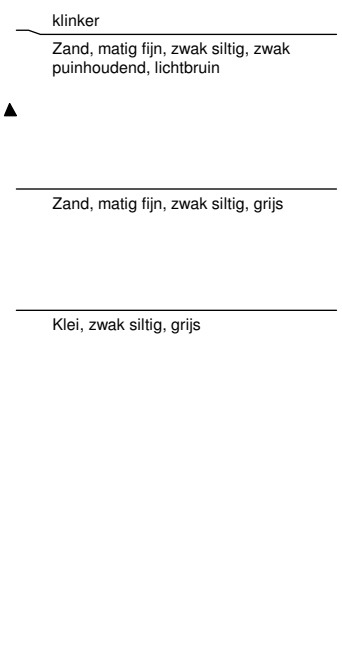 klinker
Zand, matig fijn, zwak siltig, zwak
puinhoudend, lichtbruin
Zand, matig fijn, zwak siltig, grijs
Klei, zwak siltig, grijs